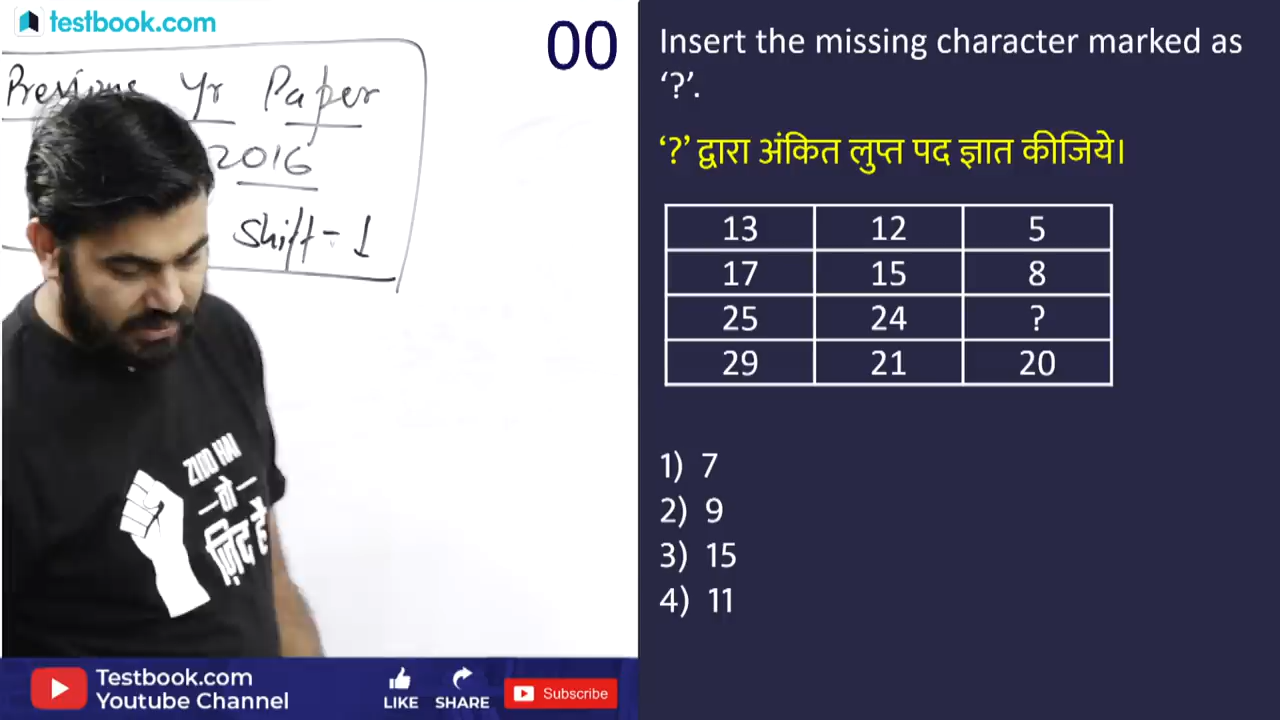 testbook.com
Previous Yr Paper
2016
Shift - 1
00
Insert the missing character marked as
‘?’.
‘?’ द्वारा अंकित लुप्त पद ज्ञात कीजिये।
13 12 5
17 15 8
25 24 ?
29 21 20
1) 7
2) 9
3) 15
4) 11
ZIDD HAI
तो
ज़िद है
Testbook.com
Youtube Channel
LIKE SHARE Subscribe